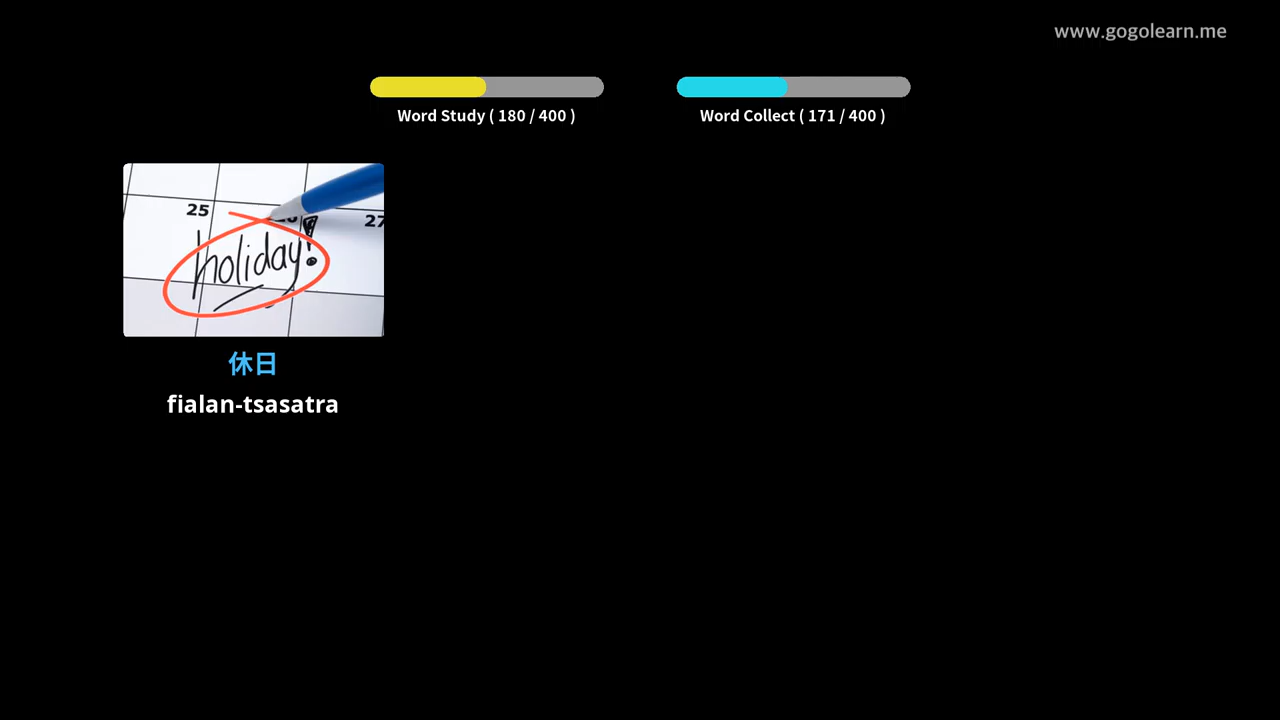 www.gogolearn.me
Word Study ( 180 / 400 )
Word Collect ( 171 / 400 )
25
27
holiday!
休日
fialan-tsasatra